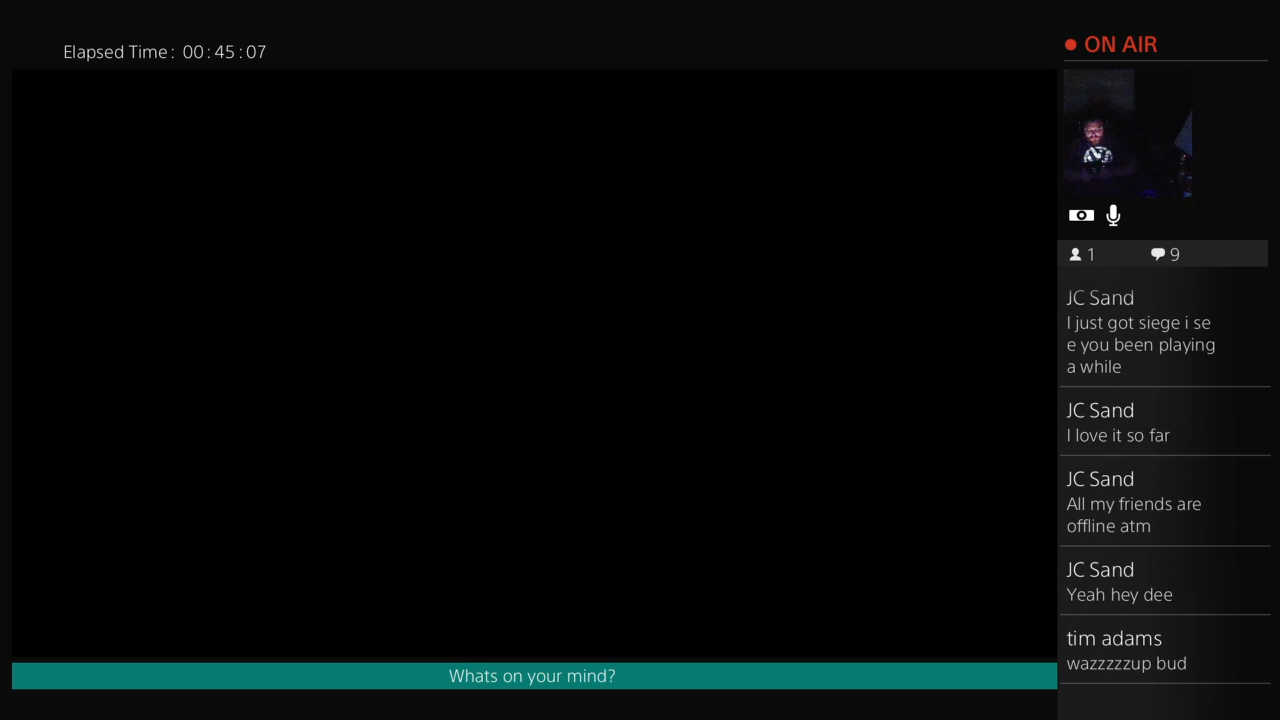 Elapsed Time: 00:45:07
ON AIR
1 9
JC Sand
I just got siege i se
e you been playing
a while
JC Sand
I love it so far
JC Sand
All my friends are
offline atm
JC Sand
Yeah hey dee
tim adams
wazzzzzup bud
Whats on your mind?